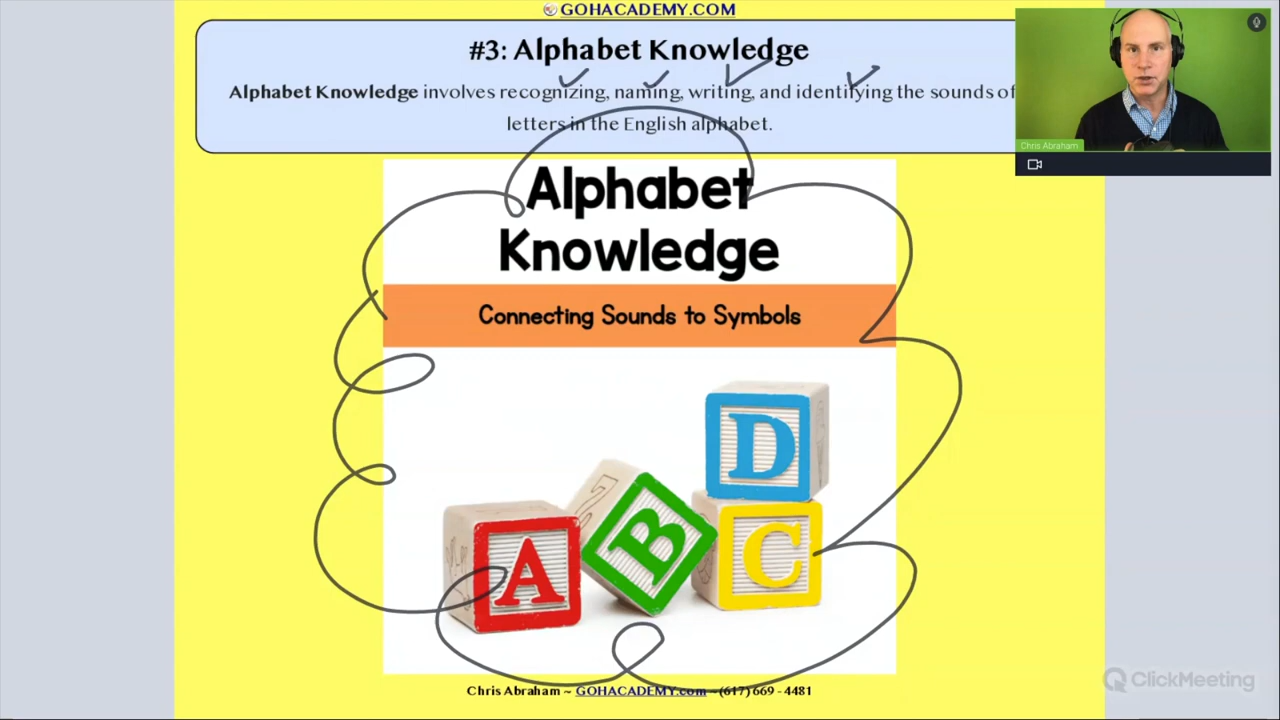 GOHACADEMY.COM
#3: Alphabet Knowledge
Alphabet Knowledge involves recognizing, naming, writing, and identifying the sounds of
letters in the English alphabet.
Chris Abraham
Alphabet
Knowledge
Connecting Sounds to Symbols
D
A
B
C
Chris Abraham ~ GOHACADEMY.com ~(617) 669 - 4481
ClickMeeting